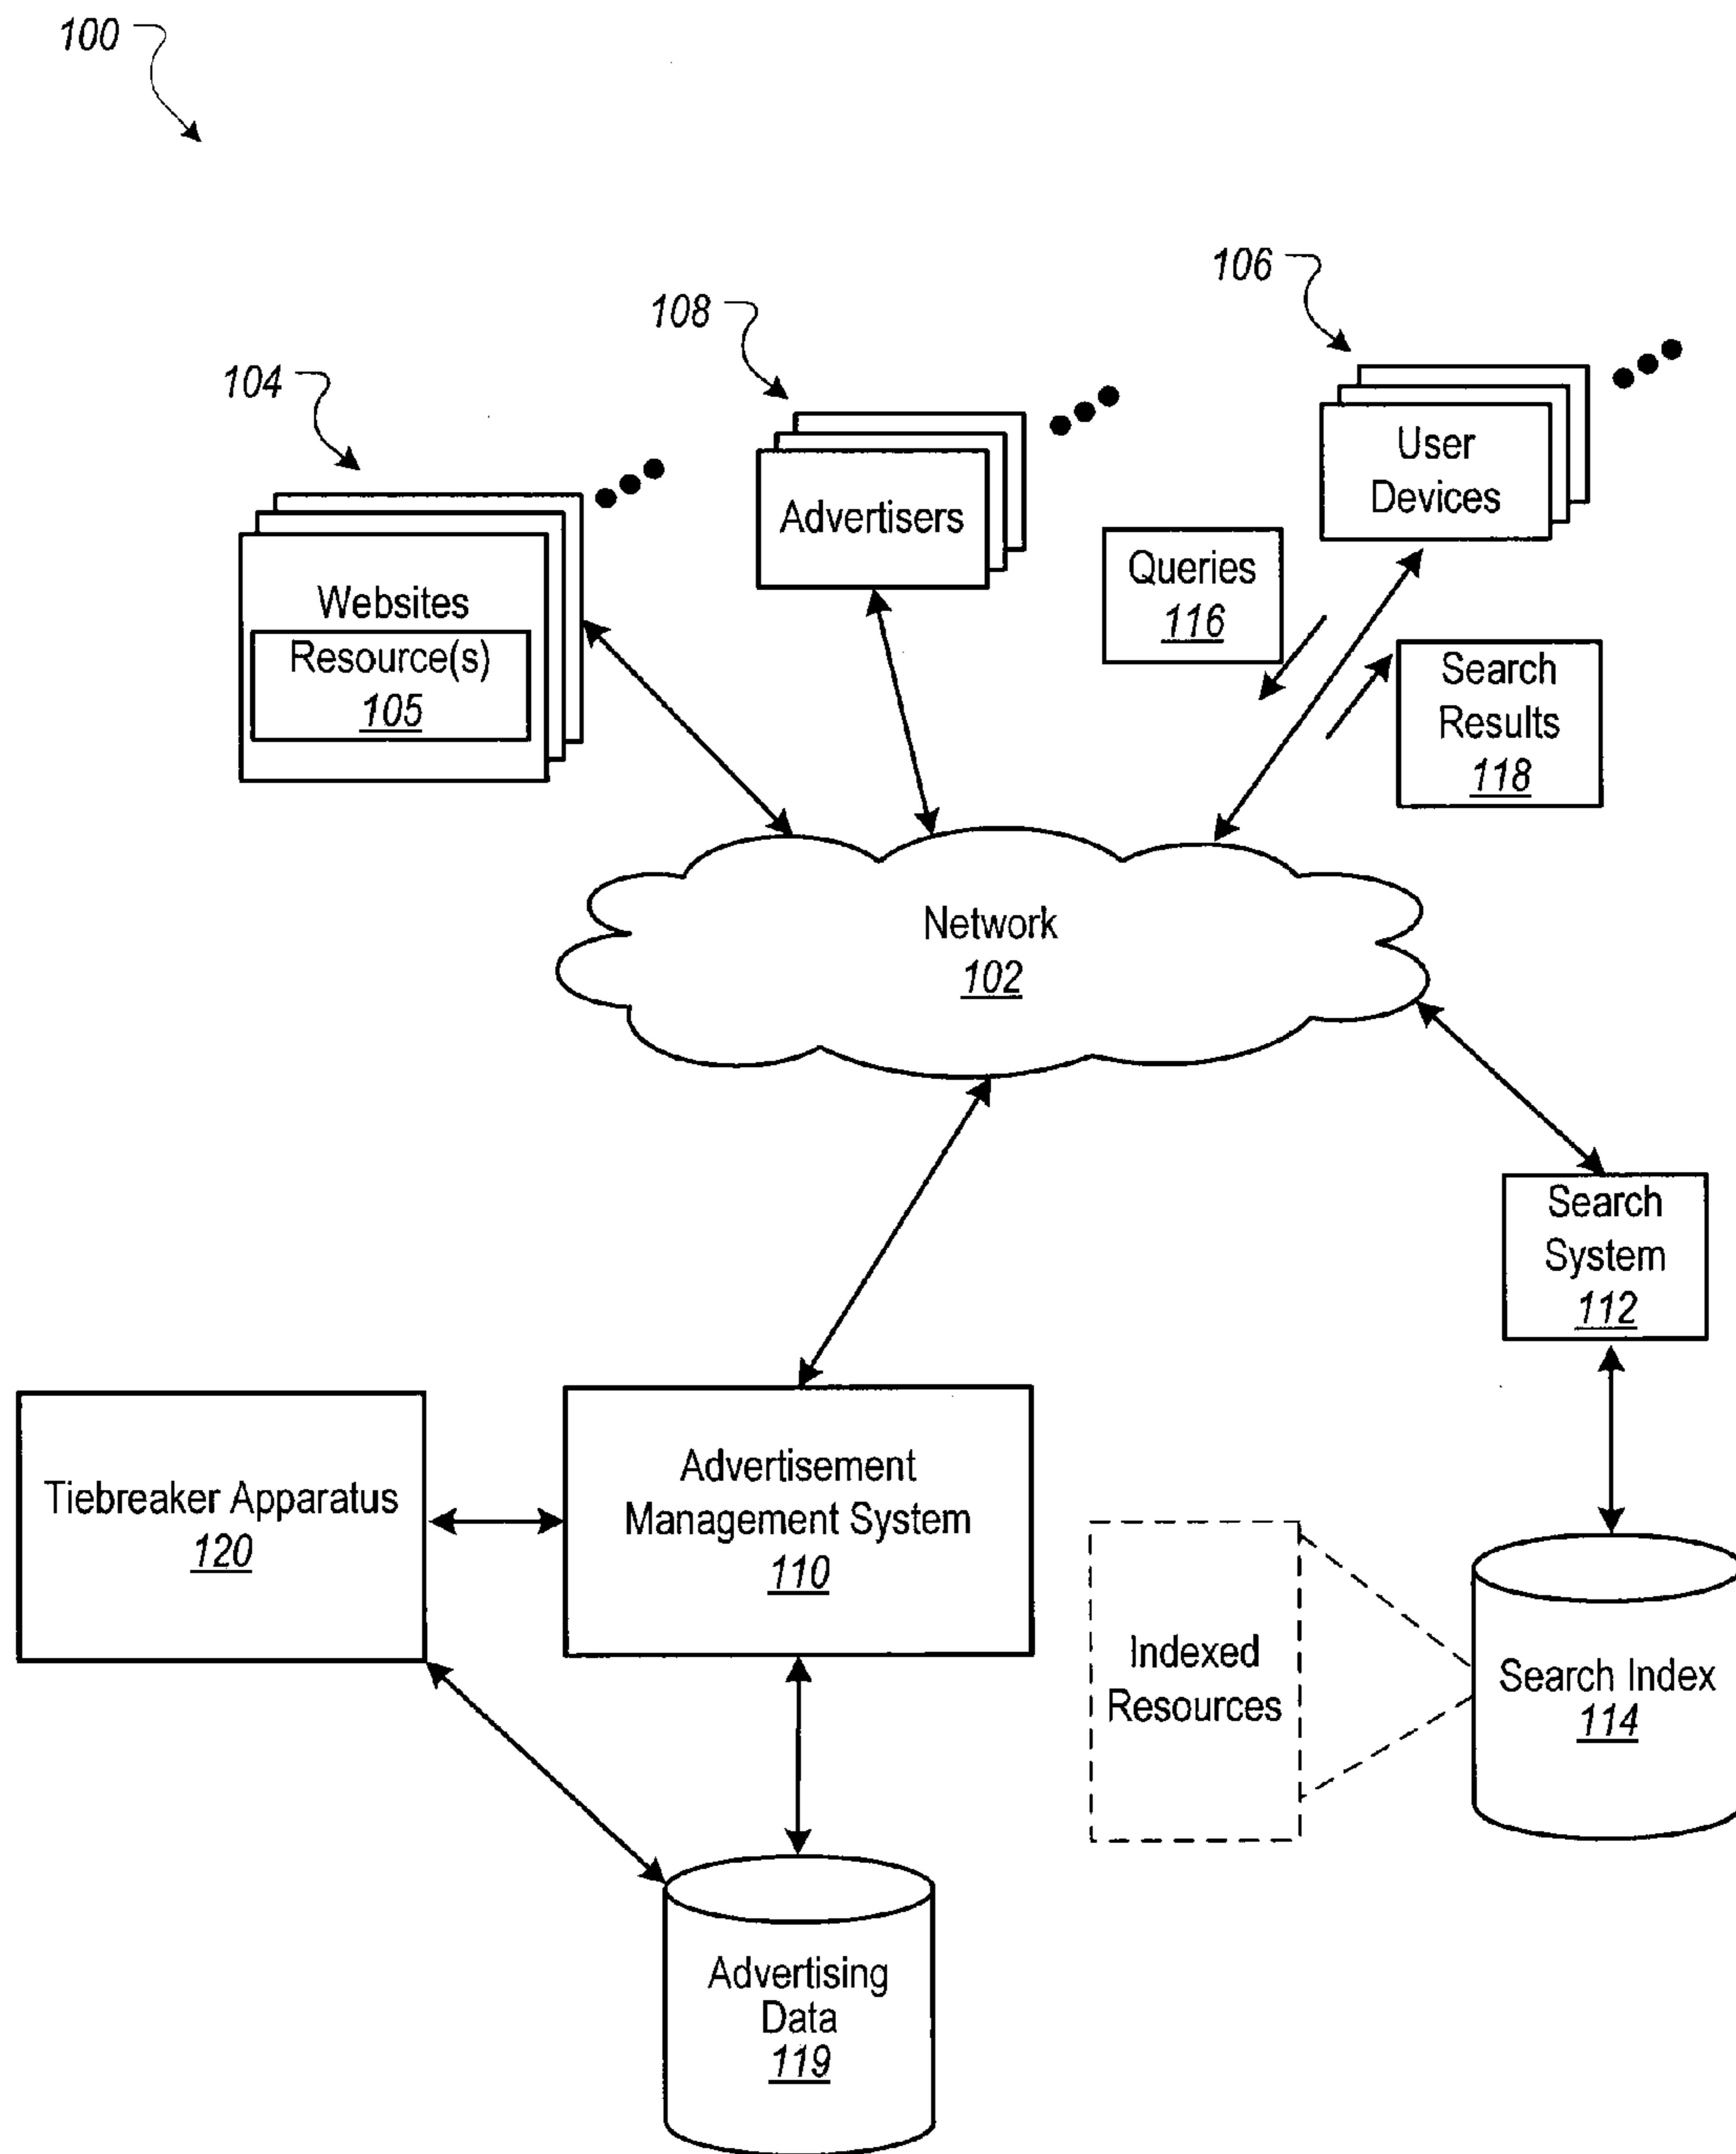 100
106
108
104
User
Devices
Advertisers
Queries
116
Websites
Resource(s)
105
Search
Results
118
Network
102
Search
System
112
Tiebreaker Apparatus
120
Advertisement
Management System
110
Indexed
Resources
Search Index
114
Advertising
Data
119